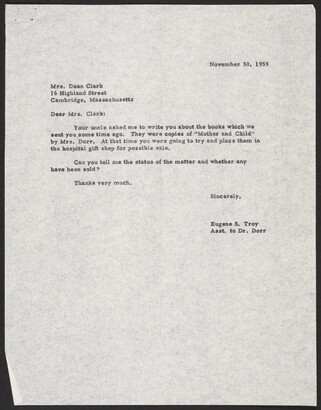 November 30, 1955
Mrs. Dean Clark
16 Highland Street
Cambridge, Massachusetts
Dear Mrs. Clark:
Your uncle asked me to write you about the books which we
sent you some time ago. They were copies of "Mother and Child"
by Mrs. Dorr. At that time you were going to try and place them in
the hospital gift shop for possible sale.
Can you tell me the status of the matter and whether any
have been sold?
Thanks very much.
Sincerely,
Eugene S. Troy
Asst. to Dr. Dorr